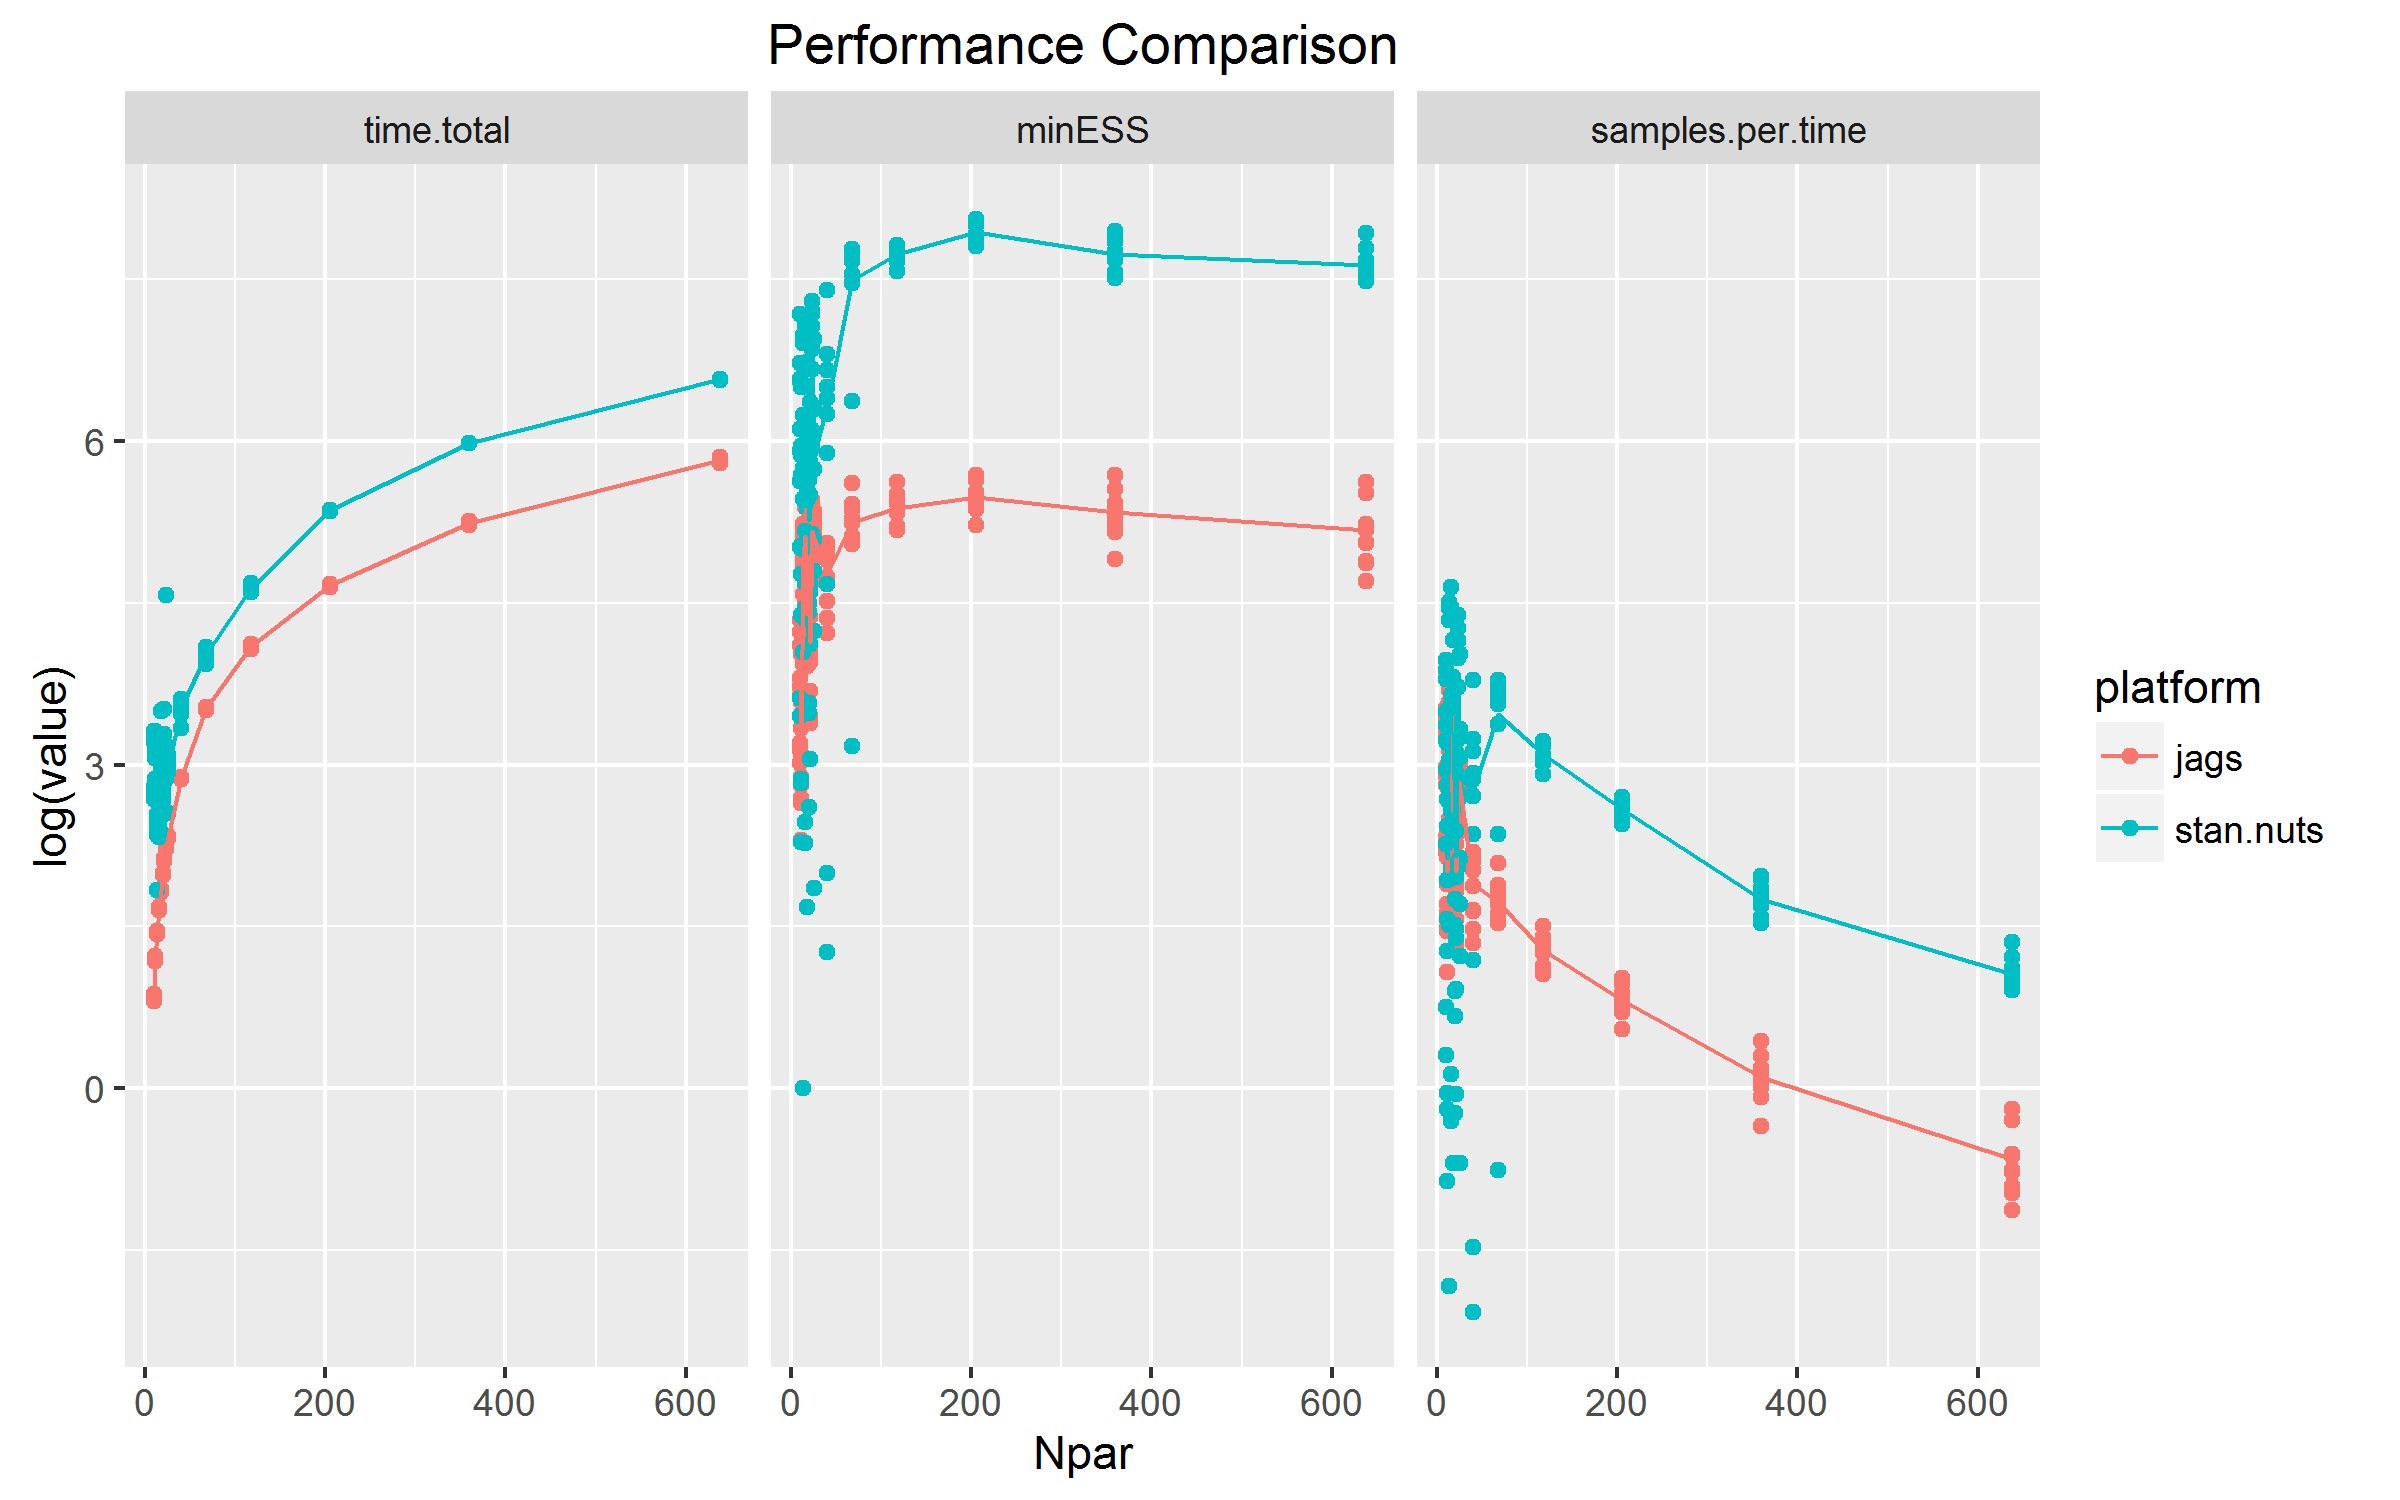 Performance Comparison
time.total
minESS
samples.per.time
log(value)
6
3
0
0 200 400 600
0 200 400 600
0 200 400 600
Npar
platform
jags
stan.nuts